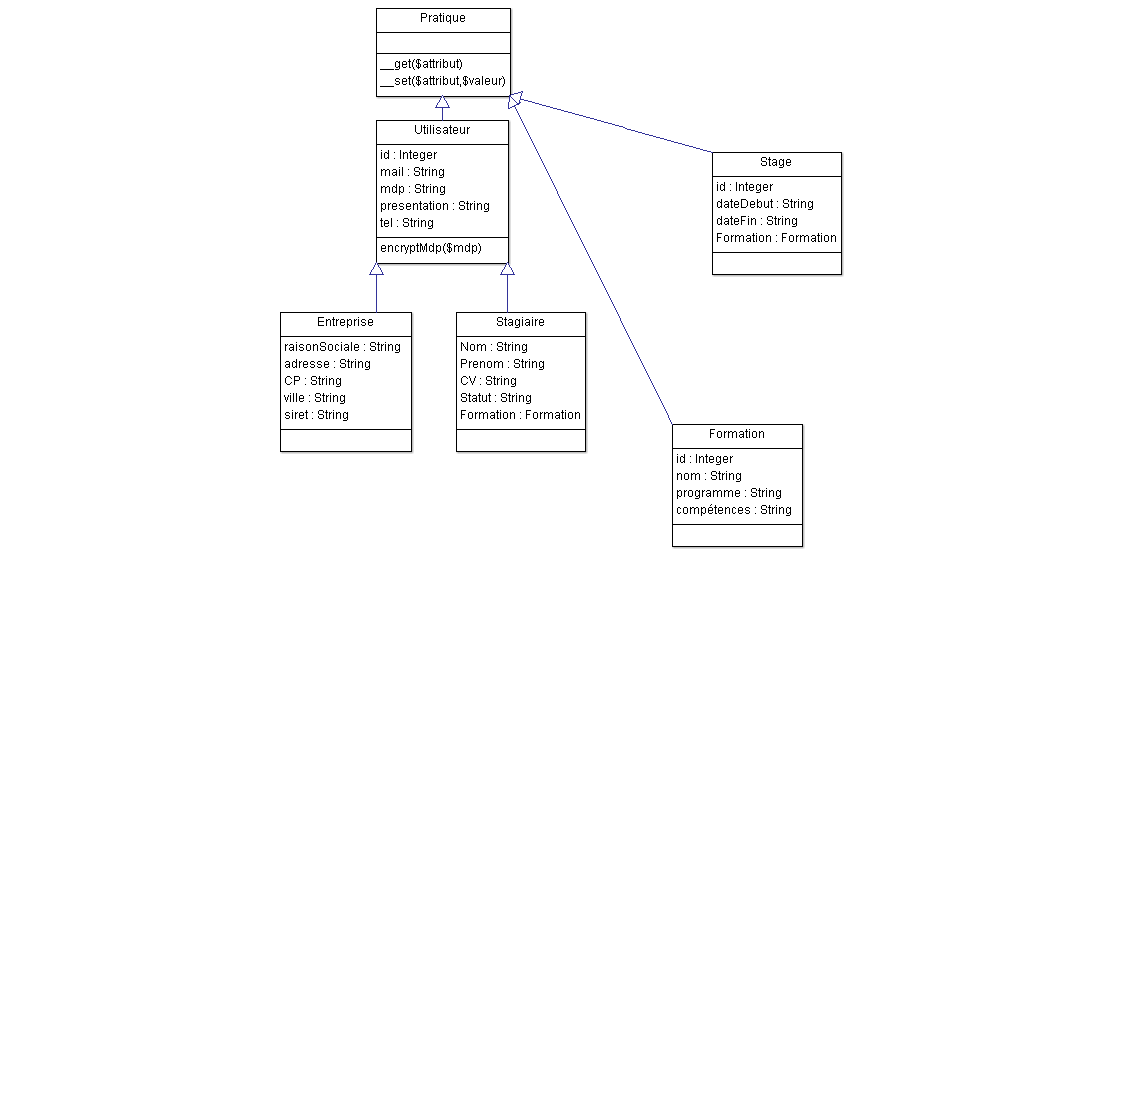 Pratique
__get($attribut)
__set($attribut,$valeur)
Utilisateur
id : Integer
mail : String
mdp : String
presentation : String
tel : String
encryptMdp($mdp)
Stage
id : Integer
dateDebut : String
dateFin : String
Formation : Formation
Entreprise
raisonSociale : String
adresse : String
CP : String
ville : String
siret : String
Stagiaire
Nom : String
Prenom : String
CV : String
Statut : String
Formation : Formation
Formation
id : Integer
nom : String
programme : String
compétences : String